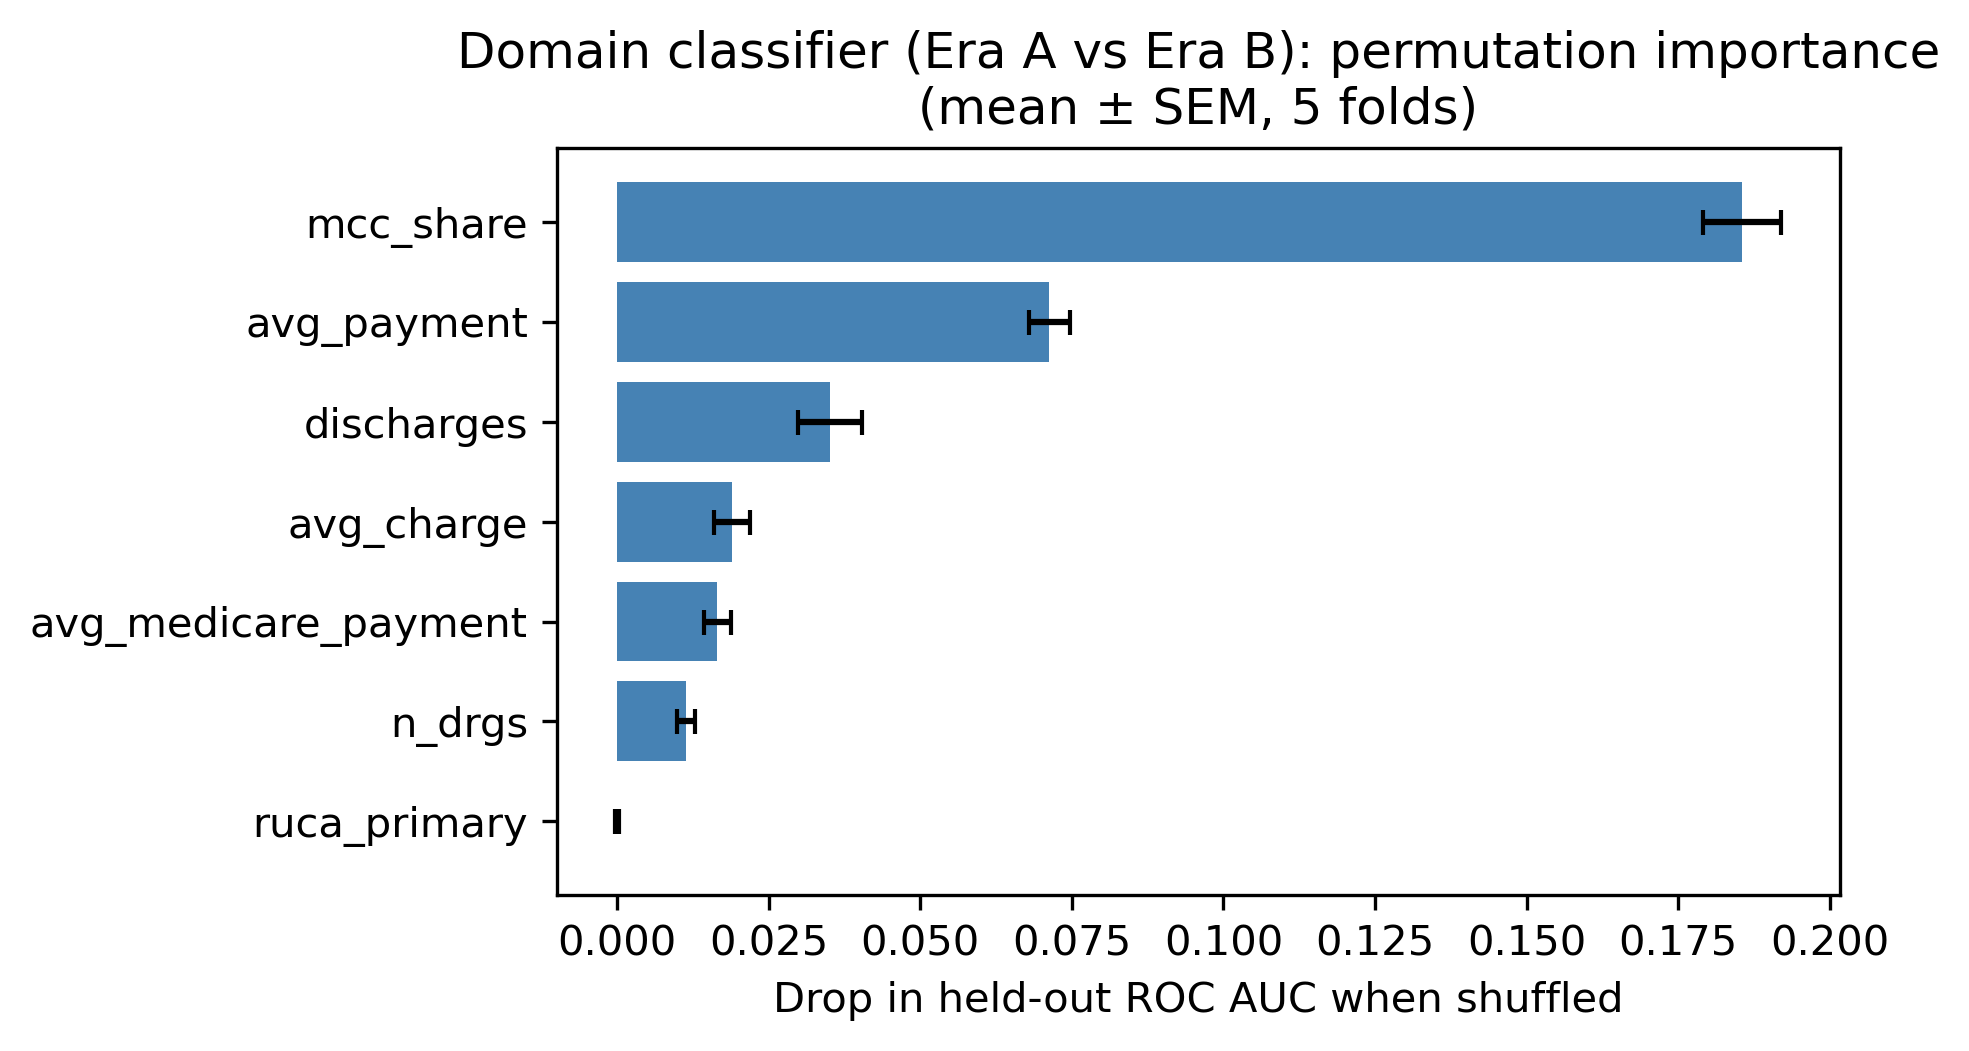 Domain classifier (Era A vs Era B): permutation importance
(mean ± SEM, 5 folds)
mcc_share
avg_payment
discharges
avg_charge
avg_medicare_payment
n_drgs
ruca_primary
0.000 0.025 0.050 0.075 0.100 0.125 0.150 0.175 0.200
Drop in held-out ROC AUC when shuffled